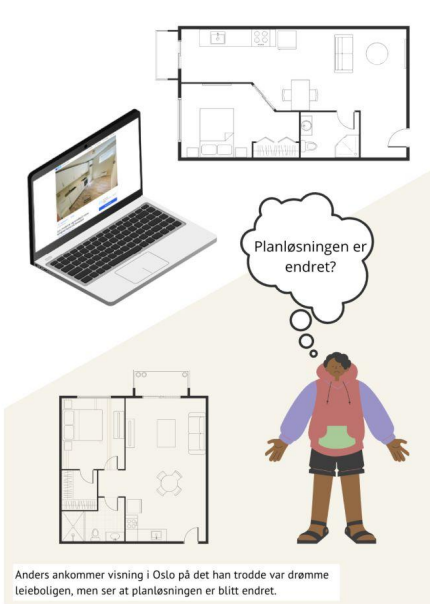 Planløsningen er
endret?
Anders ankommer visning i Oslo på det han trodde var drømme
leieboligen, men ser at planløsningen er blitt endret.